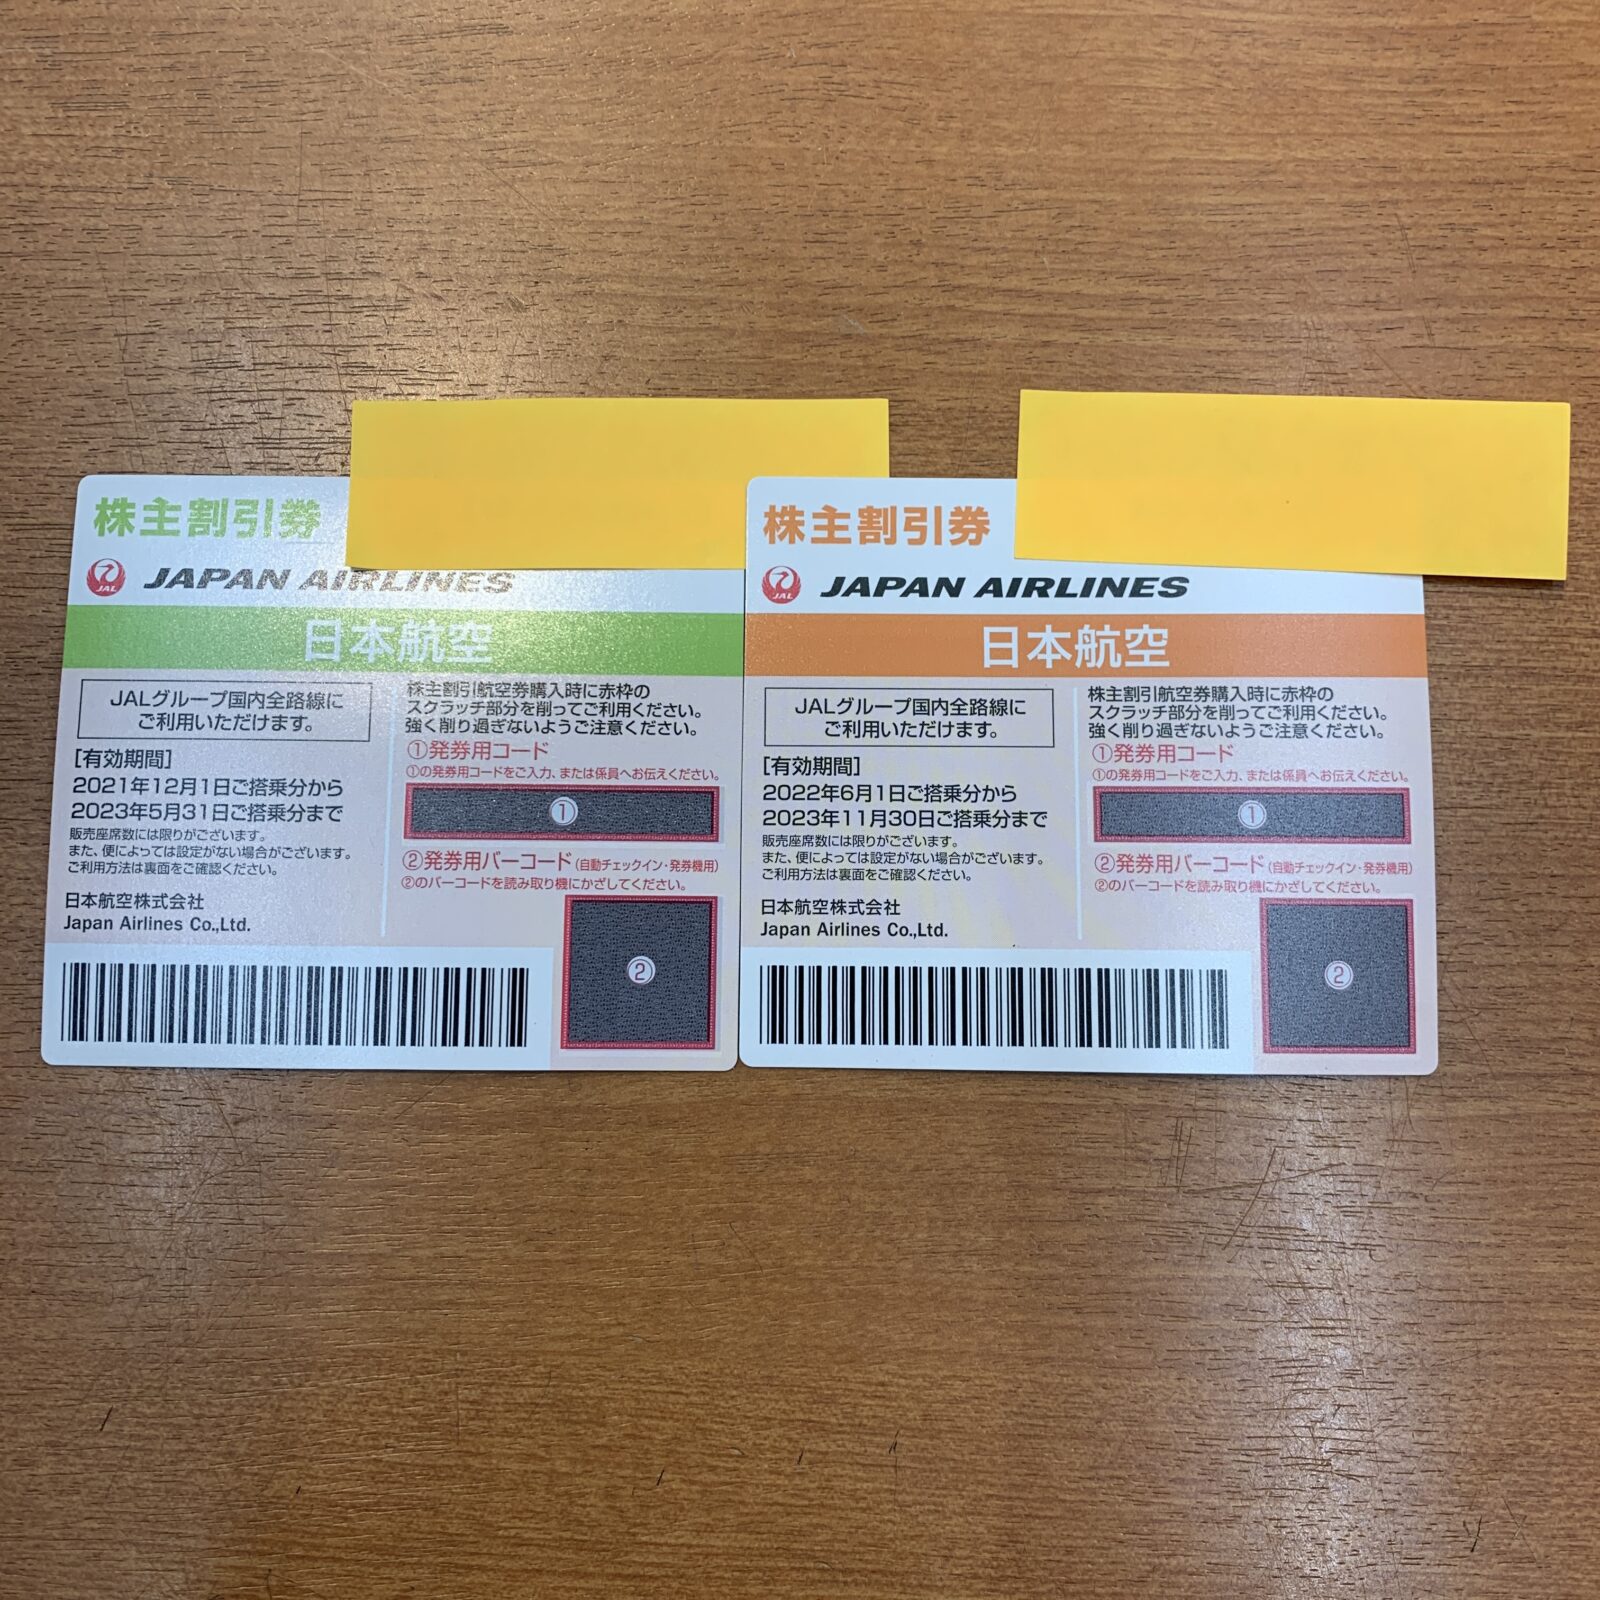 株主割引券
JAL
JAPAN AIRLINES
日本航空
JALグループ国内全路線に
ご利用いただけます。
[有効期間]
2021年12月1日ご搭乗分から
2023年5月31日ご搭乗分まで
販売座席数には限りがございます。
また、便によっては設定がない場合がございます。
ご利用方法は裏面をご確認ください。
日本航空株式会社
Japan Airlines Co.,Ltd.
株主割引航空券購入時に赤枠の
スクラッチ部分を削ってご利用ください。
強く削り過ぎないようご注意ください。
①発券用コード
①の発券用コードをご入力、または係員へお伝えください。
①
②発券用バーコード(自動チェックイン・発券機用)
②のバーコードを読み取り機にかざしてください。
②
株主割引券
JAL
JAPAN AIRLINES
日本航空
JALグループ国内全路線に
ご利用いただけます。
[有効期間]
2022年6月1日ご搭乗分から
2023年11月30日ご搭乗分まで
販売座席数には限りがございます。
また、便によっては設定がない場合がございます。
ご利用方法は裏面をご確認ください。
日本航空株式会社
Japan Airlines Co.,Ltd.
株主割引航空券購入時に赤枠の
スクラッチ部分を削ってご利用ください。
強く削り過ぎないようご注意ください。
①発券用コード
①の発券用コードをご入力、または係員へお伝えください。
①
②発券用バーコード(自動チェックイン・発券機用)
②のバーコードを読み取り機にかざしてください。
②